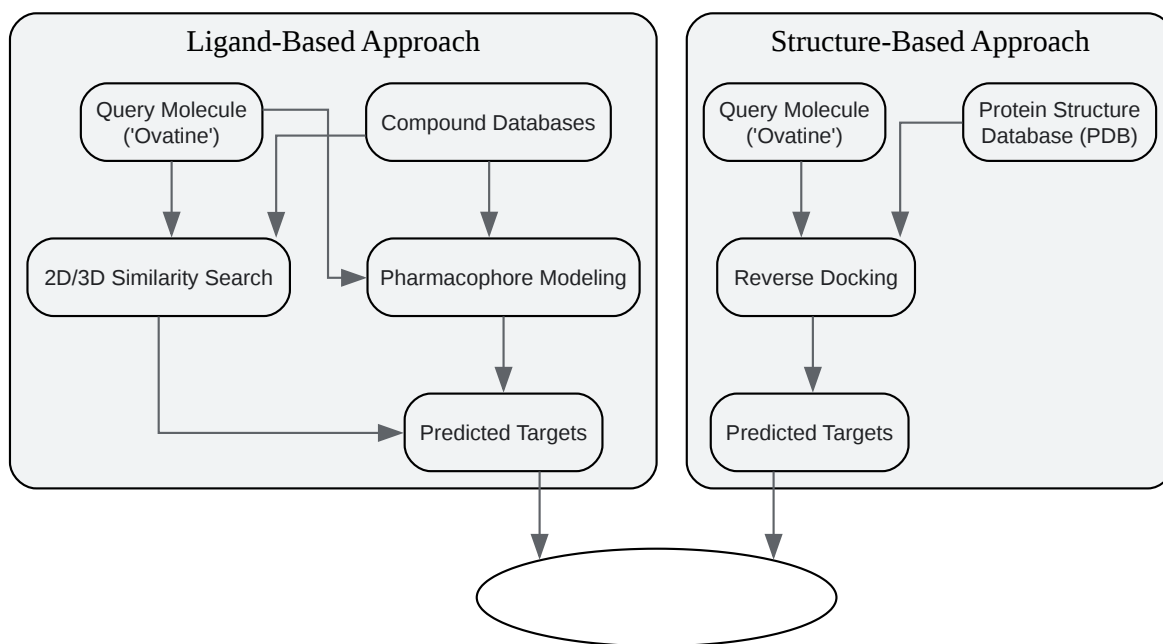 Ligand-Based Approach
Query Molecule
('Ovatine')
Compound Databases
2D/3D Similarity Search
Pharmacophore Modeling
Predicted Targets
Structure-Based Approach
Query Molecule
('Ovatine')
Protein Structure
Database (PDB)
Reverse Docking
Predicted Targets